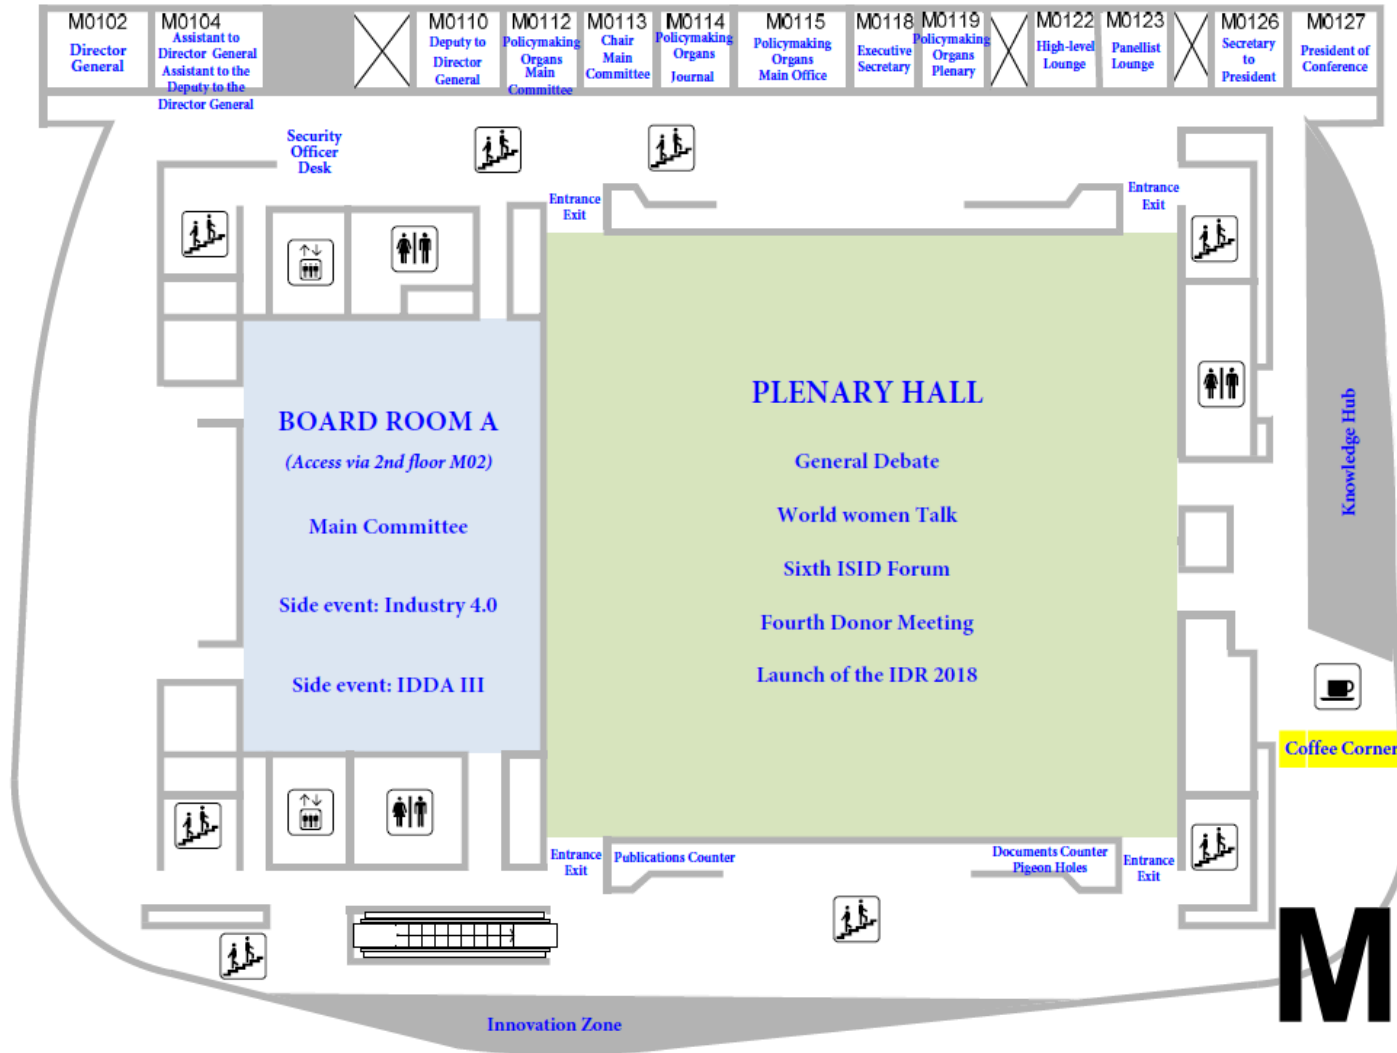 M0102
Director
General
M0104
Assistant to
Director General
Assistant to the
Deputy to the
Director General
M0110
Deputy to
Director
General
M0112
Policymaking
Organs
Main
Committee
M0113
Chair
Main
Committee
M0114
Policymaking
Organs
Journal
M0115
Policymaking
Organs
Main Office
M0118
Executive
Secretary
M0119
Policymaking
Organs
Plenary
M0122
High-level
Lounge
M0123
Panellist
Lounge
M0126
Secretary
to
President
M0127
President of
Conference
Security
Officer
Desk
Entrance
Exit
Entrance
Exit
BOARD ROOM A
(Access via 2nd floor M02)
Main Committee
Side event: Industry 4.0
Side event: IDDA III
PLENARY HALL
General Debate
World women Talk
Sixth ISID Forum
Fourth Donor Meeting
Launch of the IDR 2018
Knowledge Hub
Coffee Corner
Entrance
Exit
Publications Counter
Documents Counter
Pigeon Holes
Entrance
Exit
M
Innovation Zone